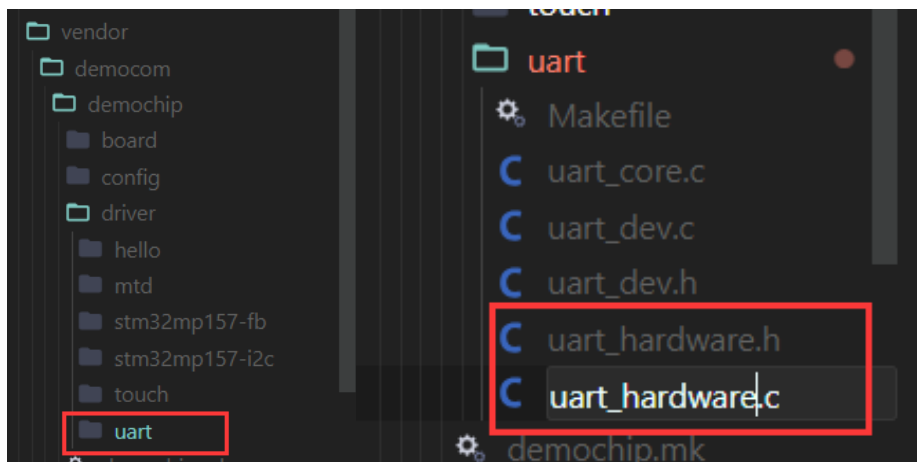 vendor
democom
demochip
board
config
driver
hello
mtd
stm32mp157-fb
stm32mp157-i2c
touch
uart
touch
uart
Makefile
uart_core.c
uart_dev.c
uart_dev.h
uart_hardware.h
uart_hardware.c
demochip.mk